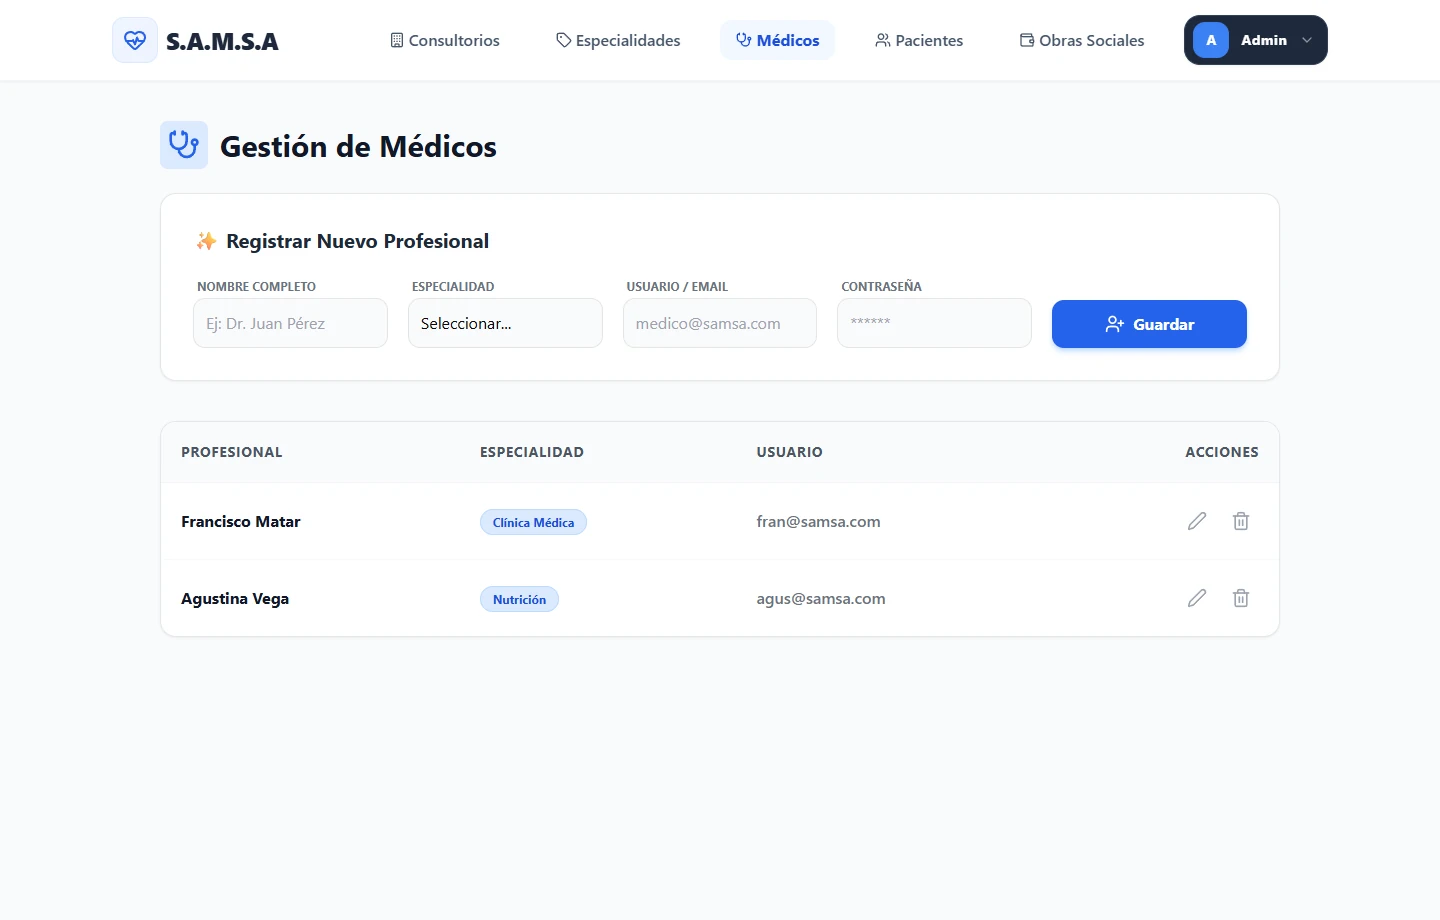 S.A.M.S.A
Consultorios
Especialidades
Médicos
Pacientes
Obras Sociales
A
Admin
Gestión de Médicos
✨ Registrar Nuevo Profesional
NOMBRE COMPLETO
ESPECIALIDAD
USUARIO / EMAIL
CONTRASEÑA
Ej: Dr. Juan Pérez
Seleccionar...
medico@samsa.com
******
Guardar
PROFESIONAL
ESPECIALIDAD
USUARIO
ACCIONES
Francisco Matar
Clínica Médica
fran@samsa.com
Agustina Vega
Nutrición
agus@samsa.com